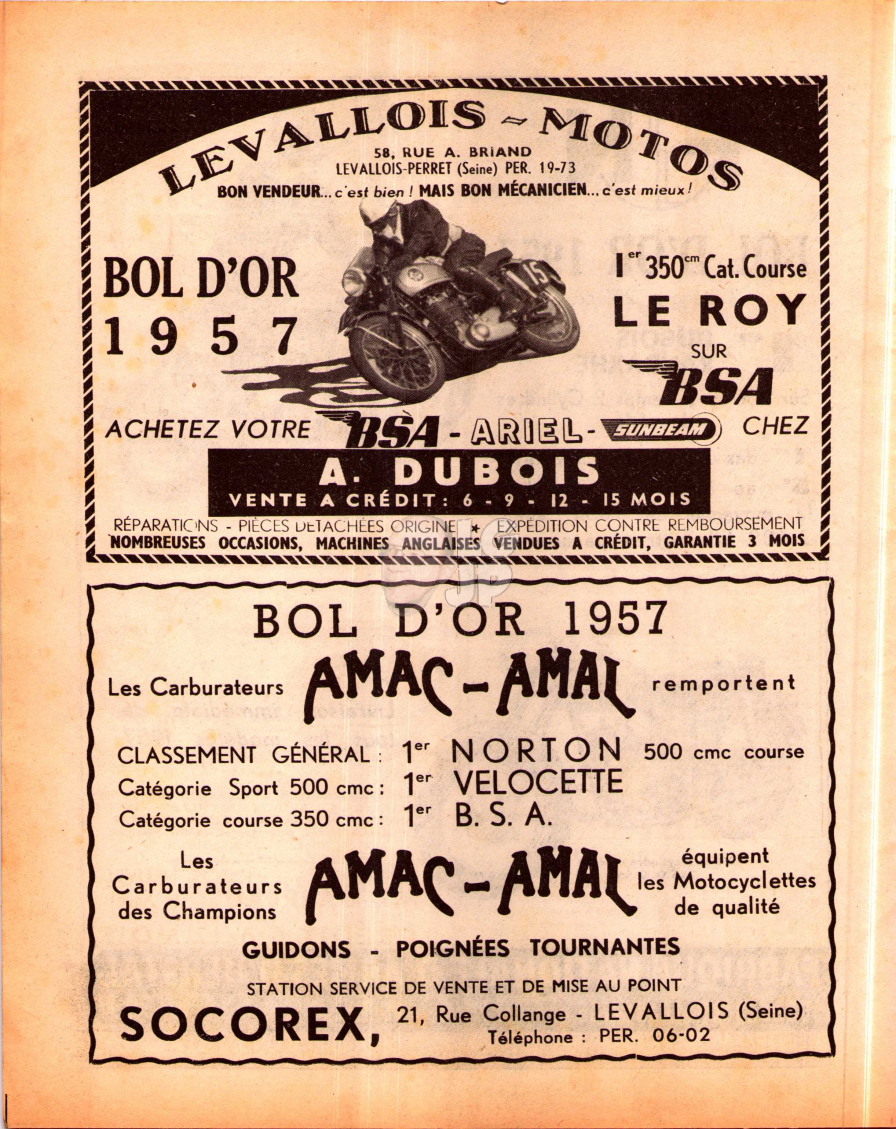 LEVALLOIS - MOTOS
58, RUE A. BRIAND
LEVALLOIS-PERRET (Seine) PER. 19-73
BON VENDEUR... c'est bien ! MAIS BON MÉCANICIEN... c'est mieux !
BOL D'OR
1957
15
1er 350cm Cat. Course
LE ROY
SUR
BSA
ACHETEZ VOTRE BSA - ARIEL - SUNBEAM CHEZ
A. DUBOIS
VENTE A CRÉDIT : 6 - 9 - 12 - 15 MOIS
RÉPARATIONS - PIÈCES DÉTACHÉES ORIGINE ★ EXPÉDITION CONTRE REMBOURSEMENT
NOMBREUSES OCCASIONS, MACHINES ANGLAISES VENDUES A CRÉDIT, GARANTIE 3 MOIS
BOL D'OR 1957
Les Carburateurs AMAC - AMAL remportent
CLASSEMENT GÉNÉRAL : 1er NORTON 500 cmc course
Catégorie Sport 500 cmc : 1er VELOCETTE
Catégorie course 350 cmc : 1er B. S. A.
Les Carburateurs des Champions AMAC - AMAL équipent les Motocyclettes de qualité
GUIDONS - POIGNÉES TOURNANTES
STATION SERVICE DE VENTE ET DE MISE AU POINT
SOCOREX, 21, Rue Collange - LEVALLOIS (Seine)
Téléphone : PER. 06-02